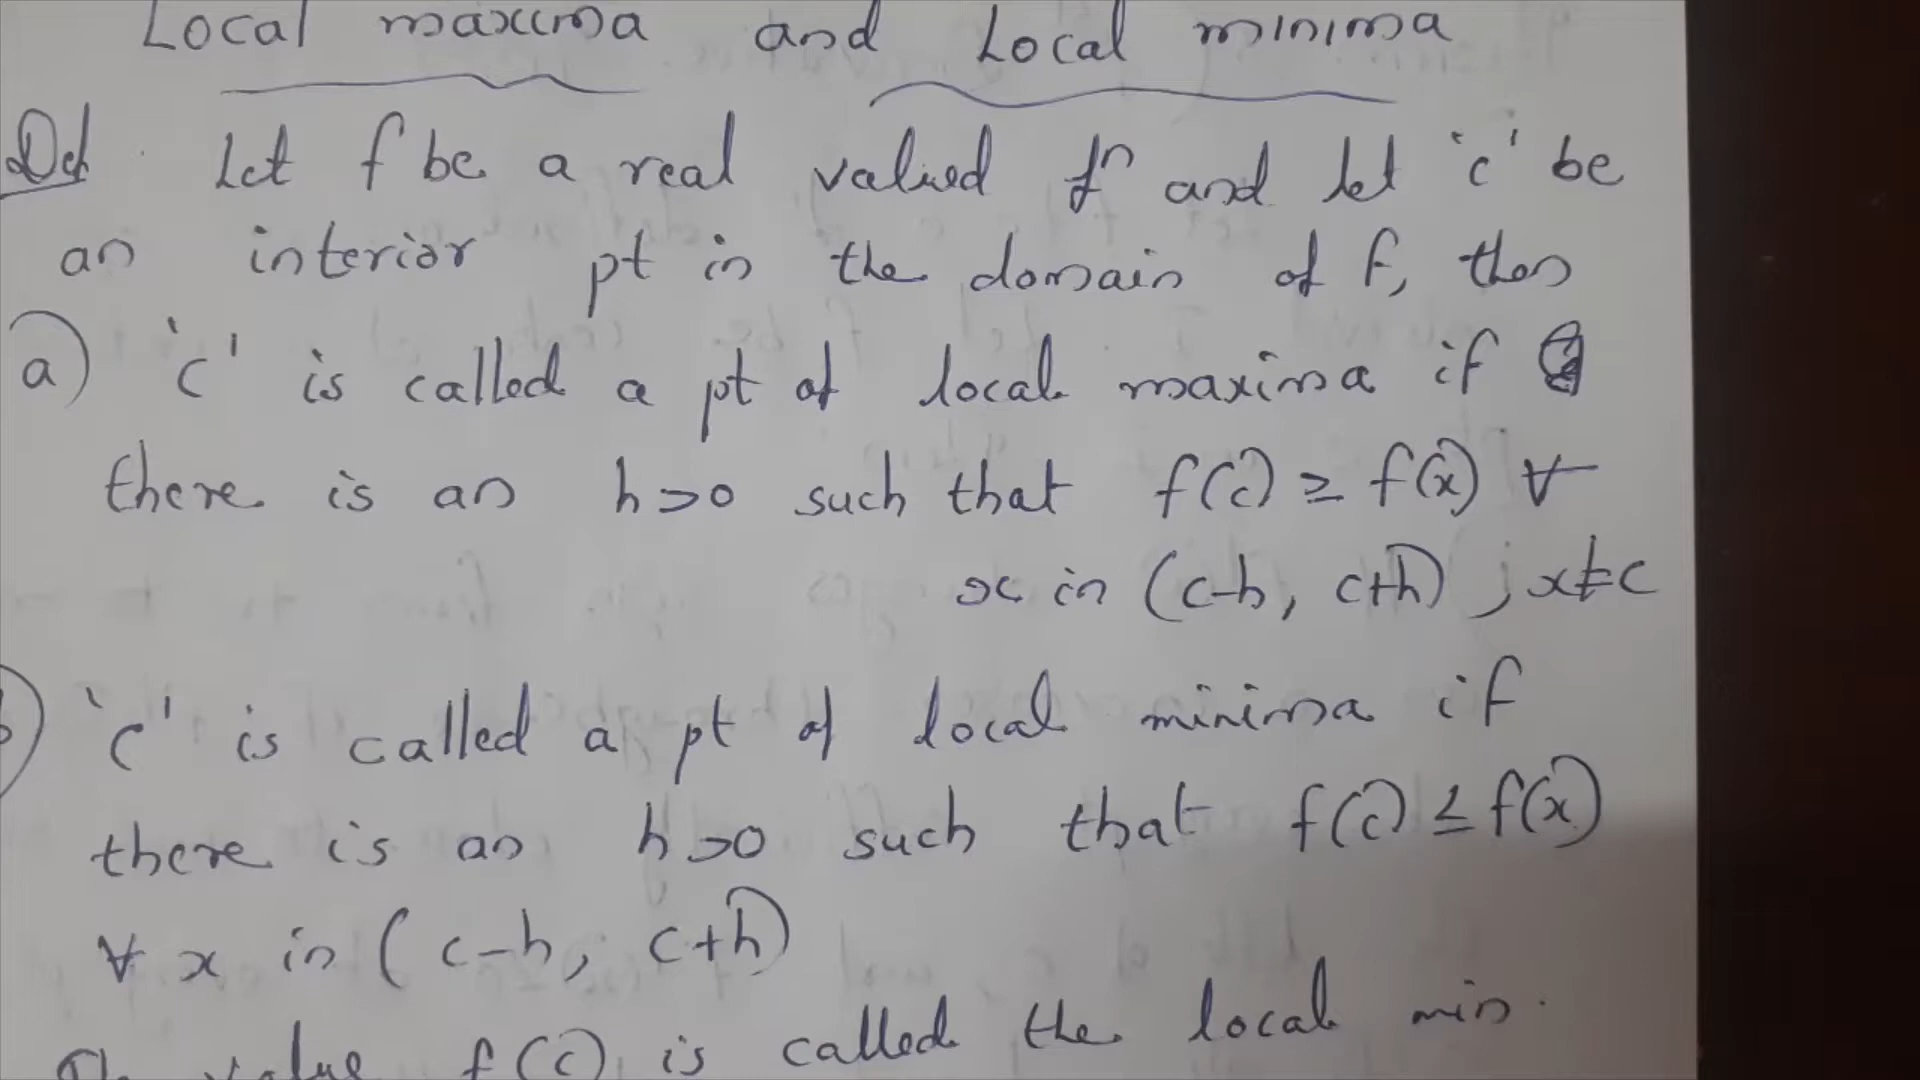 Local maxima and Local minima
Def Let f be a real valued fⁿ and let 'c' be
an interior pt in the domain of f, then
a) 'c' is called a pt of local maxima if
there is an h>0 such that f(c) ≥ f(x) ∀
x in (c-h, c+h) ; x≠c
b) 'c' is called a pt of local minima if
there is an h>0 such that f(c) ≤ f(x)
∀ x in (c-h, c+h)
The value f(c) is called the local min.